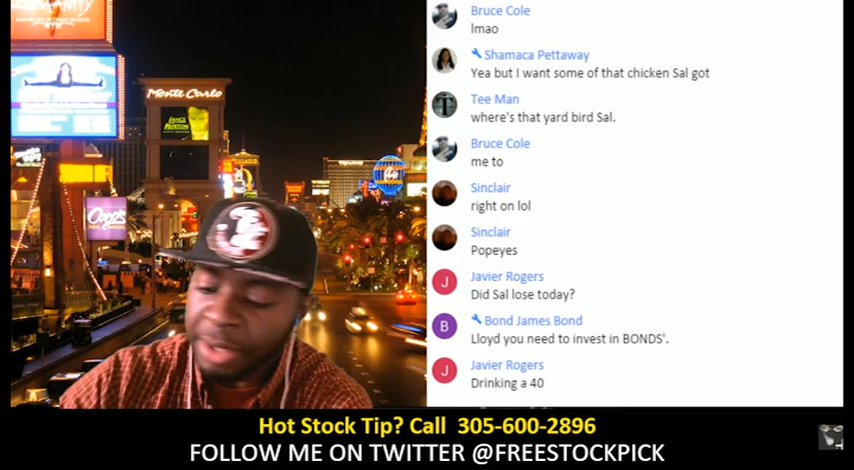 Monte Carlo
LANCE
BURTON
Coco's
Bruce Cole
lmao
Shamaca Pettaway
Yea but I want some of that chicken Sal got
Tee Man
where's that yard bird Sal.
Bruce Cole
me to
Sinclair
right on lol
Sinclair
Popeyes
J
Javier Rogers
Did Sal lose today?
B
Bond James Bond
Lloyd you need to invest in BONDS'.
J
Javier Rogers
Drinking a 40
Hot Stock Tip? Call 305-600-2896
FOLLOW ME ON TWITTER @FREESTOCKPICK